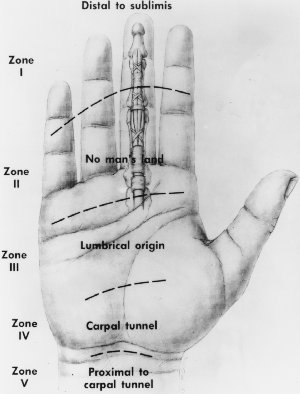 Distal to sublimis
Zone
I
No man's land
Zone
II
Lumbrical origin
Zone
III
Carpal tunnel
Zone
IV
Proximal to
carpal tunnel
Zone
V